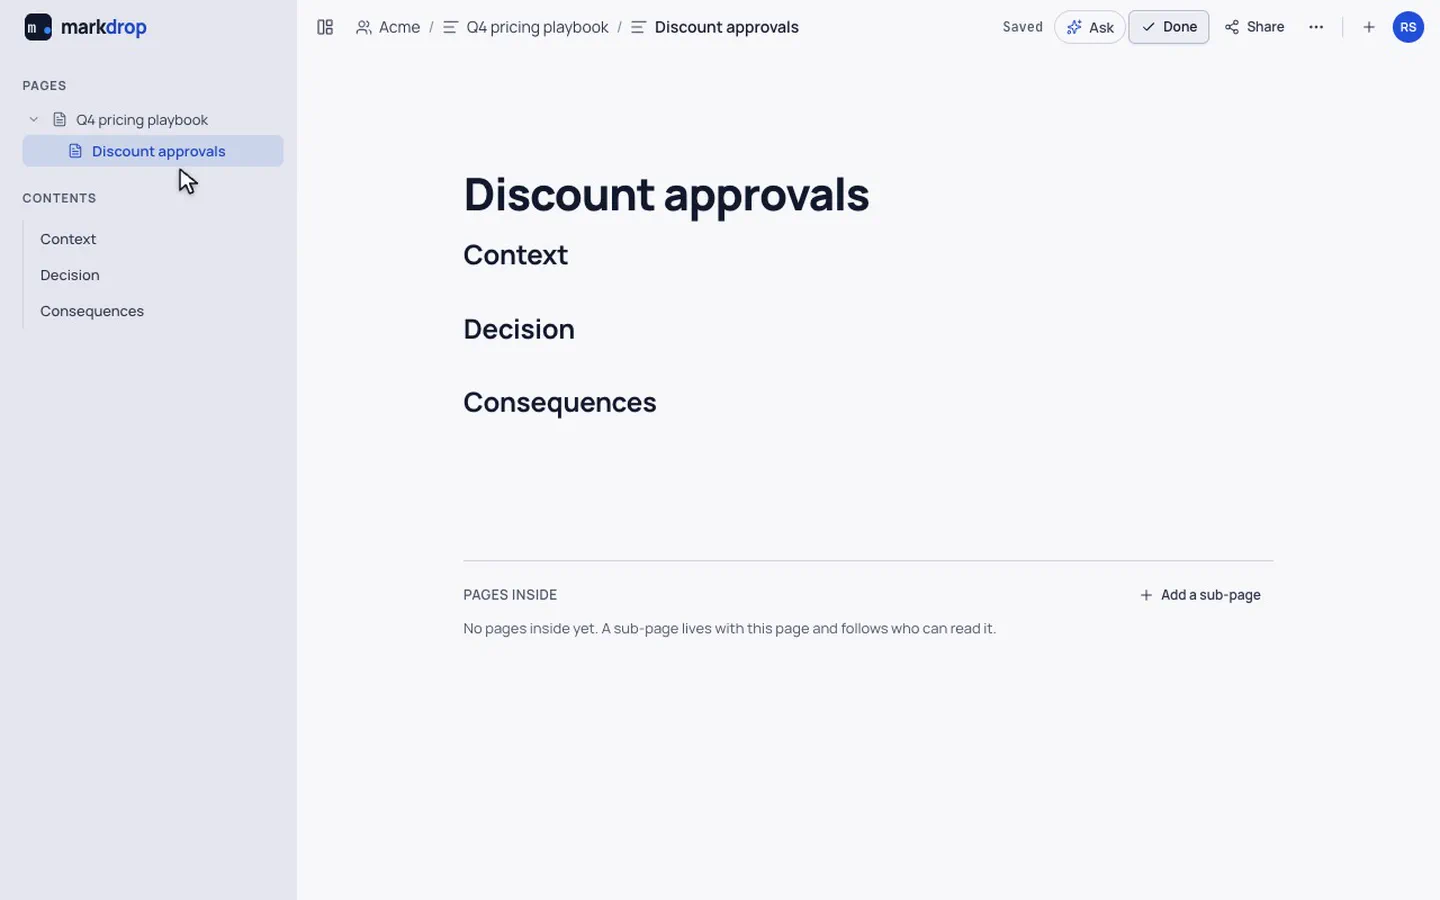 m markdrop
Acme / Q4 pricing playbook / Discount approvals
Saved Ask Done Share RS
PAGES
Q4 pricing playbook
Discount approvals
CONTENTS
Context
Decision
Consequences
Discount approvals
Context
Decision
Consequences
PAGES INSIDE
Add a sub-page
No pages inside yet. A sub-page lives with this page and follows who can read it.